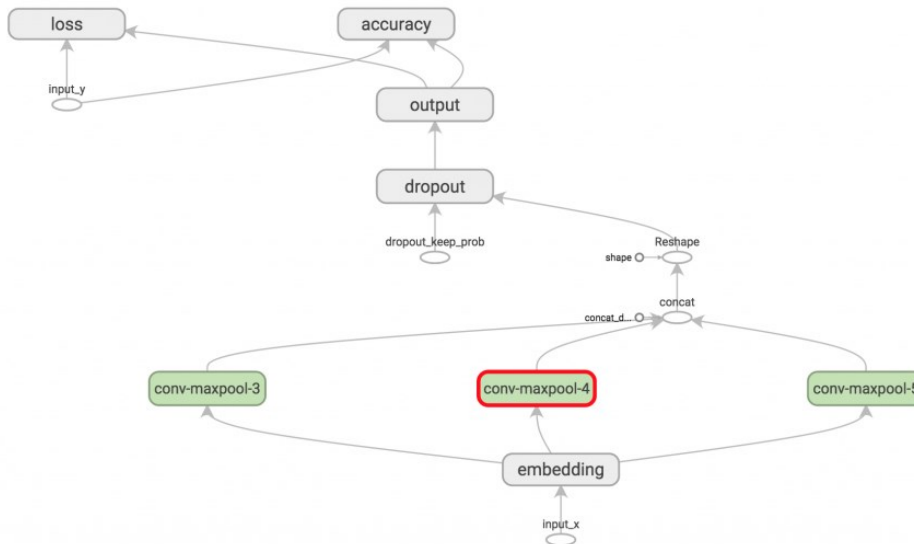 loss
accuracy
input_y
output
dropout
dropout_keep_prob
Reshape
shape
concat
concat_d...
conv-maxpool-3
conv-maxpool-4
conv-maxpool-5
embedding
input_x